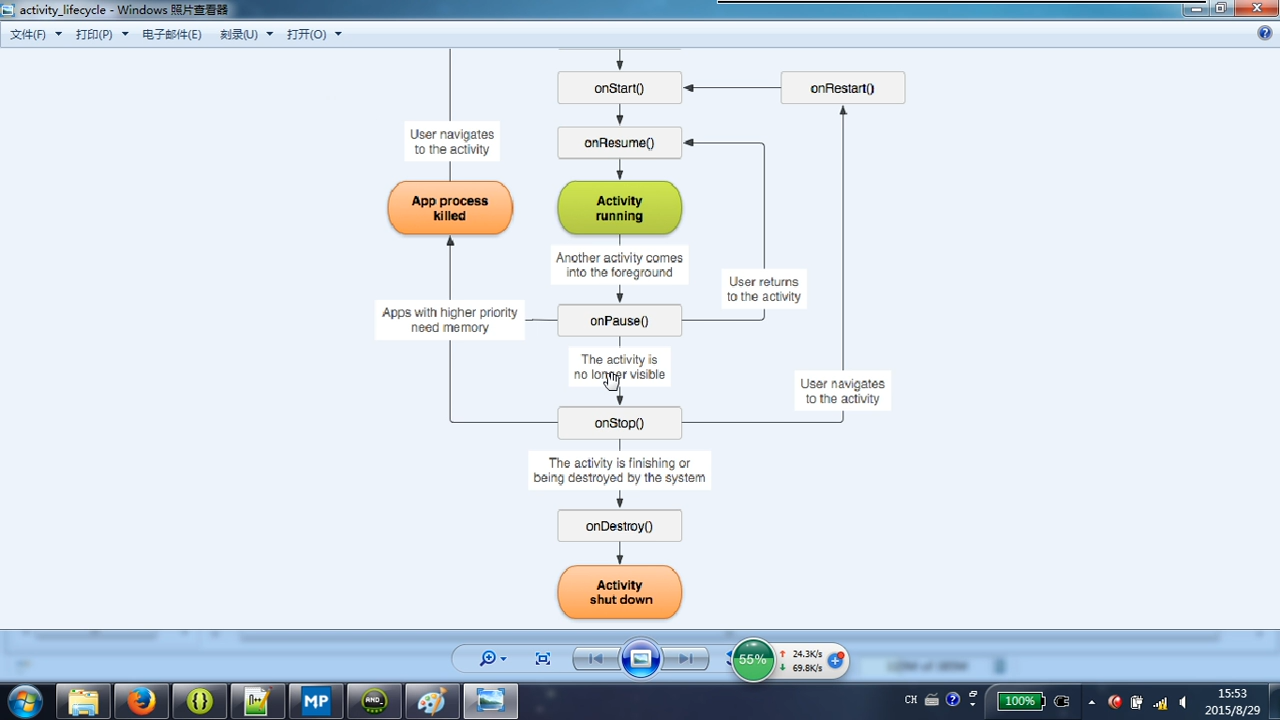 activity_lifecycle - Windows 照片查看器
文件(F) 打印(P) 电子邮件(E) 刻录(U) 打开(O)
onStart()
onRestart()
User navigates
to the activity
onResume()
App process
killed
Activity
running
Another activity comes
into the foreground
User returns
to the activity
Apps with higher priority
need memory
onPause()
The activity is
no longer visible
User navigates
to the activity
onStop()
The activity is finishing or
being destroyed by the system
onDestroy()
Activity
shut down
55%
24.3K/s
69.8K/s
MP
AND
CH
100%
15:53
2015/8/29